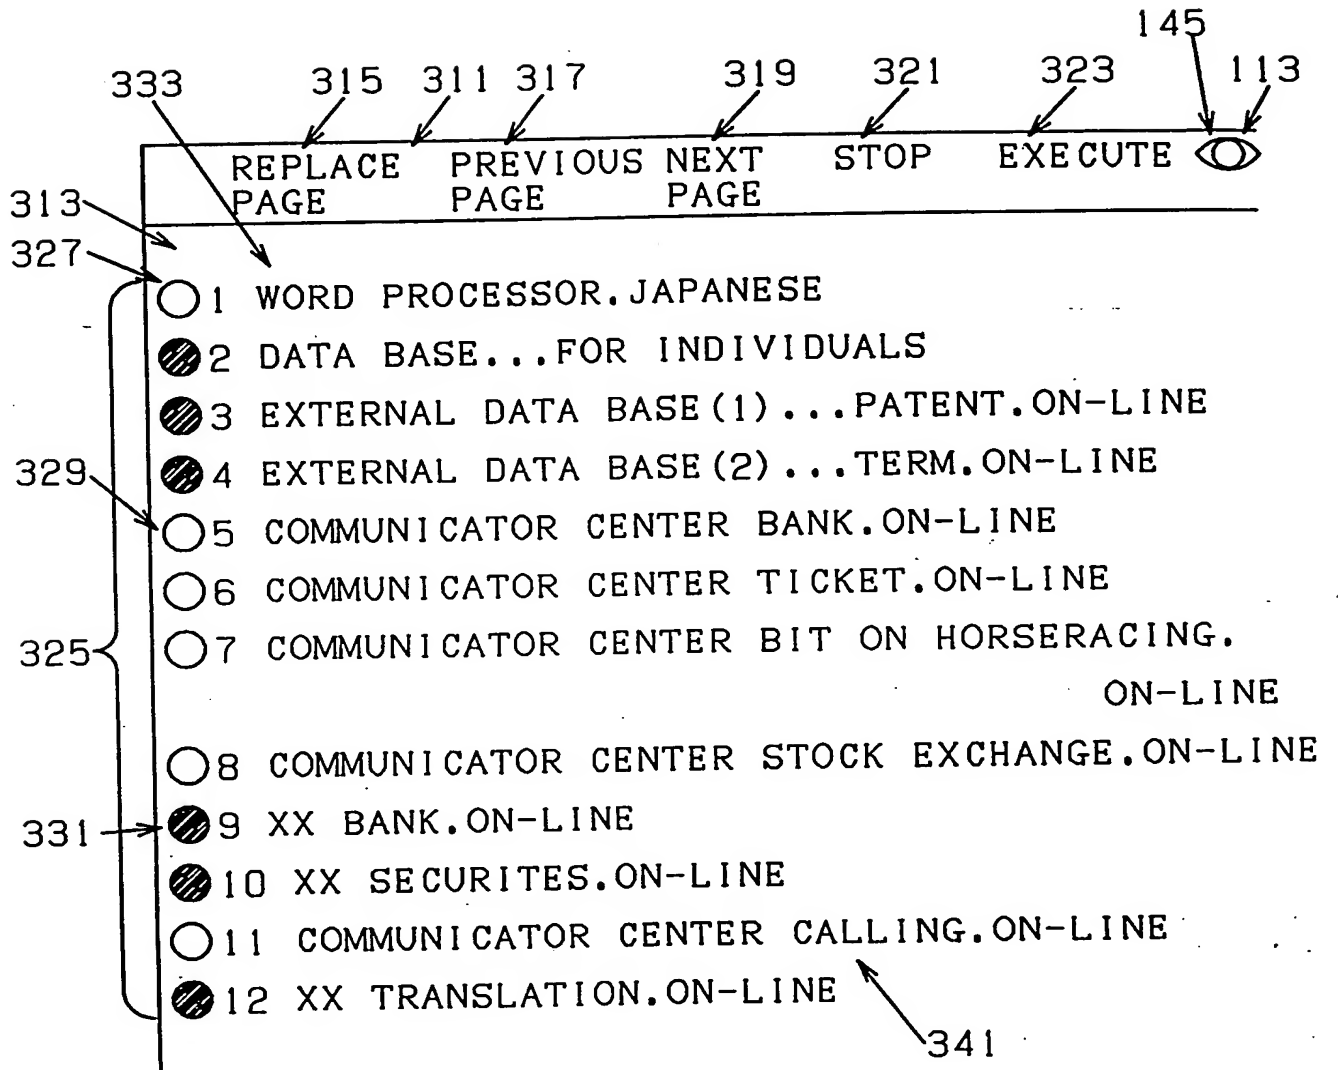 145
333 315 311 317 319 321 323 113
REPLACE PREVIOUS NEXT STOP EXECUTE
PAGE PAGE PAGE
313
327
1 WORD PROCESSOR.JAPANESE
2 DATA BASE...FOR INDIVIDUALS
3 EXTERNAL DATA BASE(1)...PATENT.ON-LINE
329
4 EXTERNAL DATA BASE(2)...TERM.ON-LINE
5 COMMUNICATOR CENTER BANK.ON-LINE
6 COMMUNICATOR CENTER TICKET.ON-LINE
325
7 COMMUNICATOR CENTER BIT ON HORSERACING.
ON-LINE
8 COMMUNICATOR CENTER STOCK EXCHANGE.ON-LINE
331
9 XX BANK.ON-LINE
10 XX SECURITES.ON-LINE
11 COMMUNICATOR CENTER CALLING.ON-LINE
12 XX TRANSLATION.ON-LINE
341